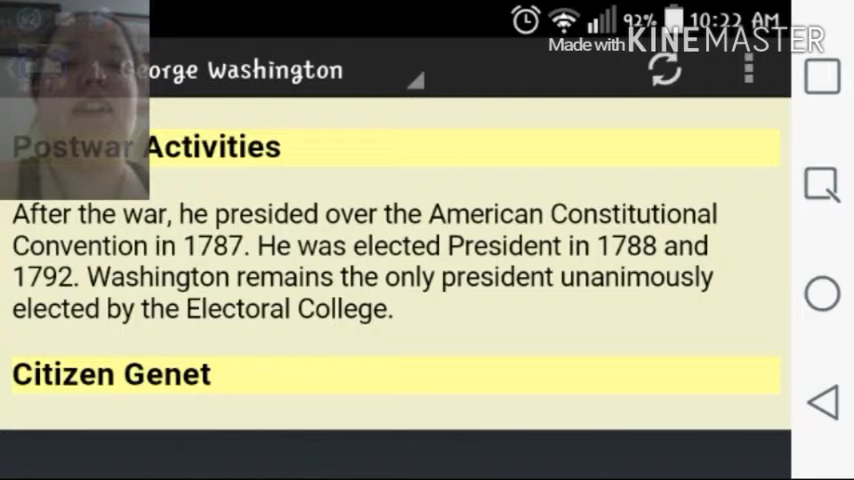 92% 10:22 AM
Made with KINEMASTER
1. George Washington
Postwar Activities
After the war, he presided over the American Constitutional
Convention in 1787. He was elected President in 1788 and
1792. Washington remains the only president unanimously
elected by the Electoral College.
Citizen Genet